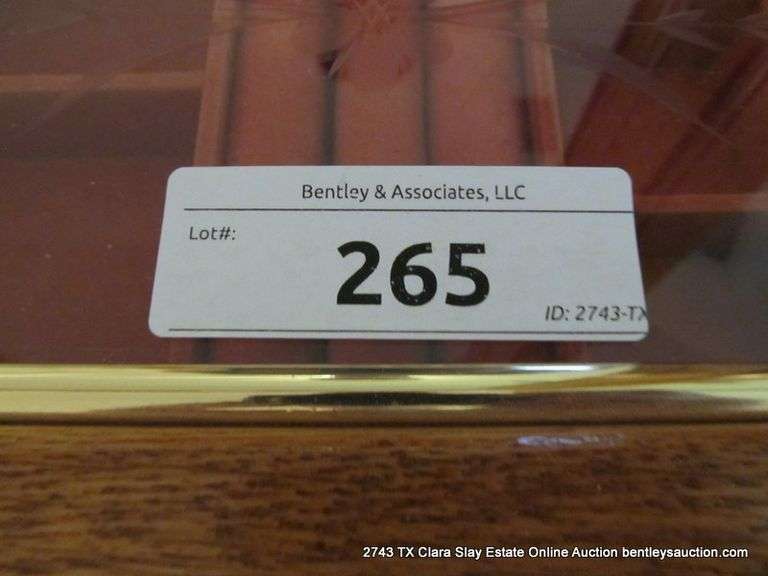 Bentley & Associates, LLC
Lot#:
265
ID: 2743-TX
2743 TX Clara Slay Estate Online Auction bentleysauction.com